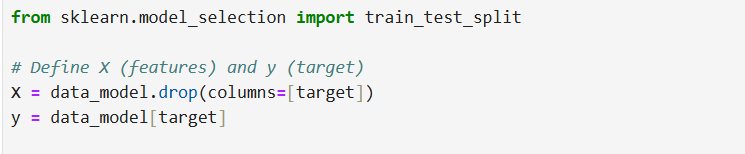 from sklearn.model_selection import train_test_split
# Define X (features) and y (target)
X = data_model.drop(columns=[target])
y = data_model[target]